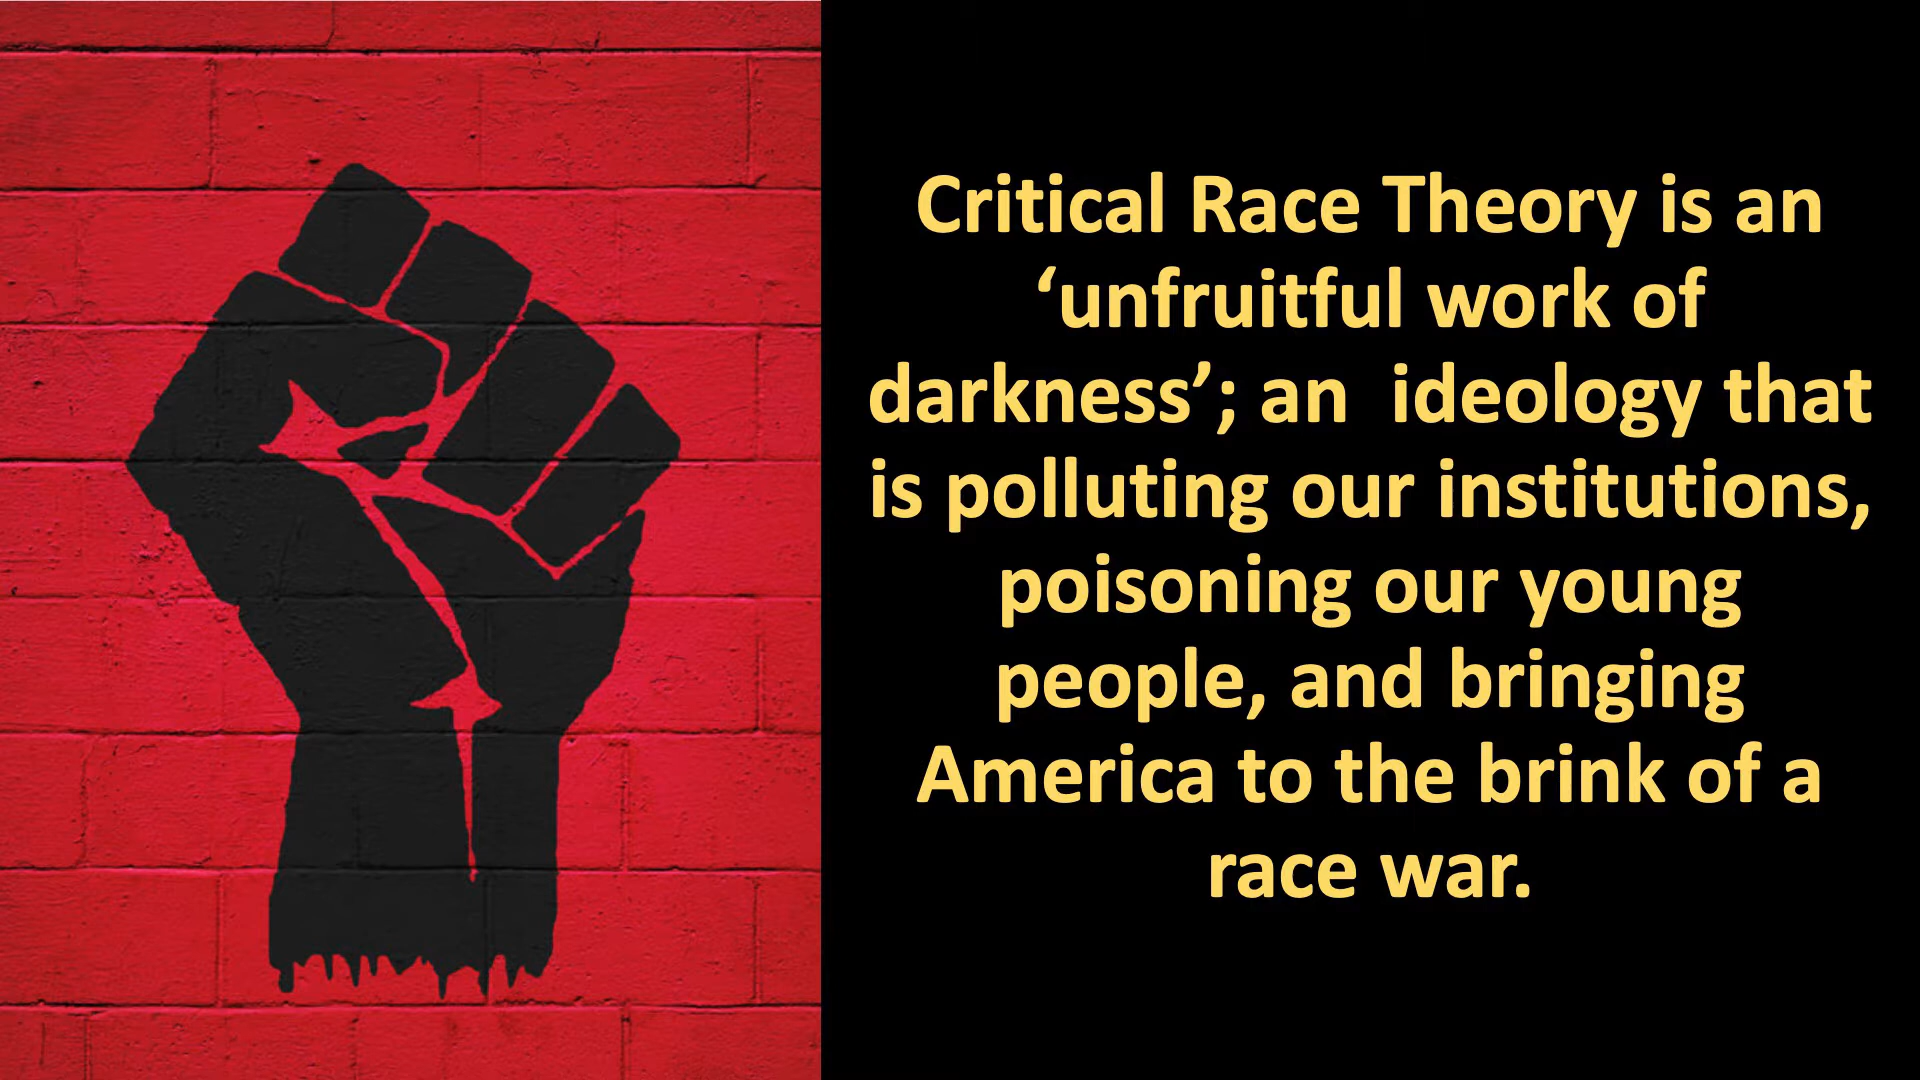 Critical Race Theory is an
‘unfruitful work of
darkness’; an  ideology that
is polluting our institutions,
poisoning our young
people, and bringing
America to the brink of a
race war.